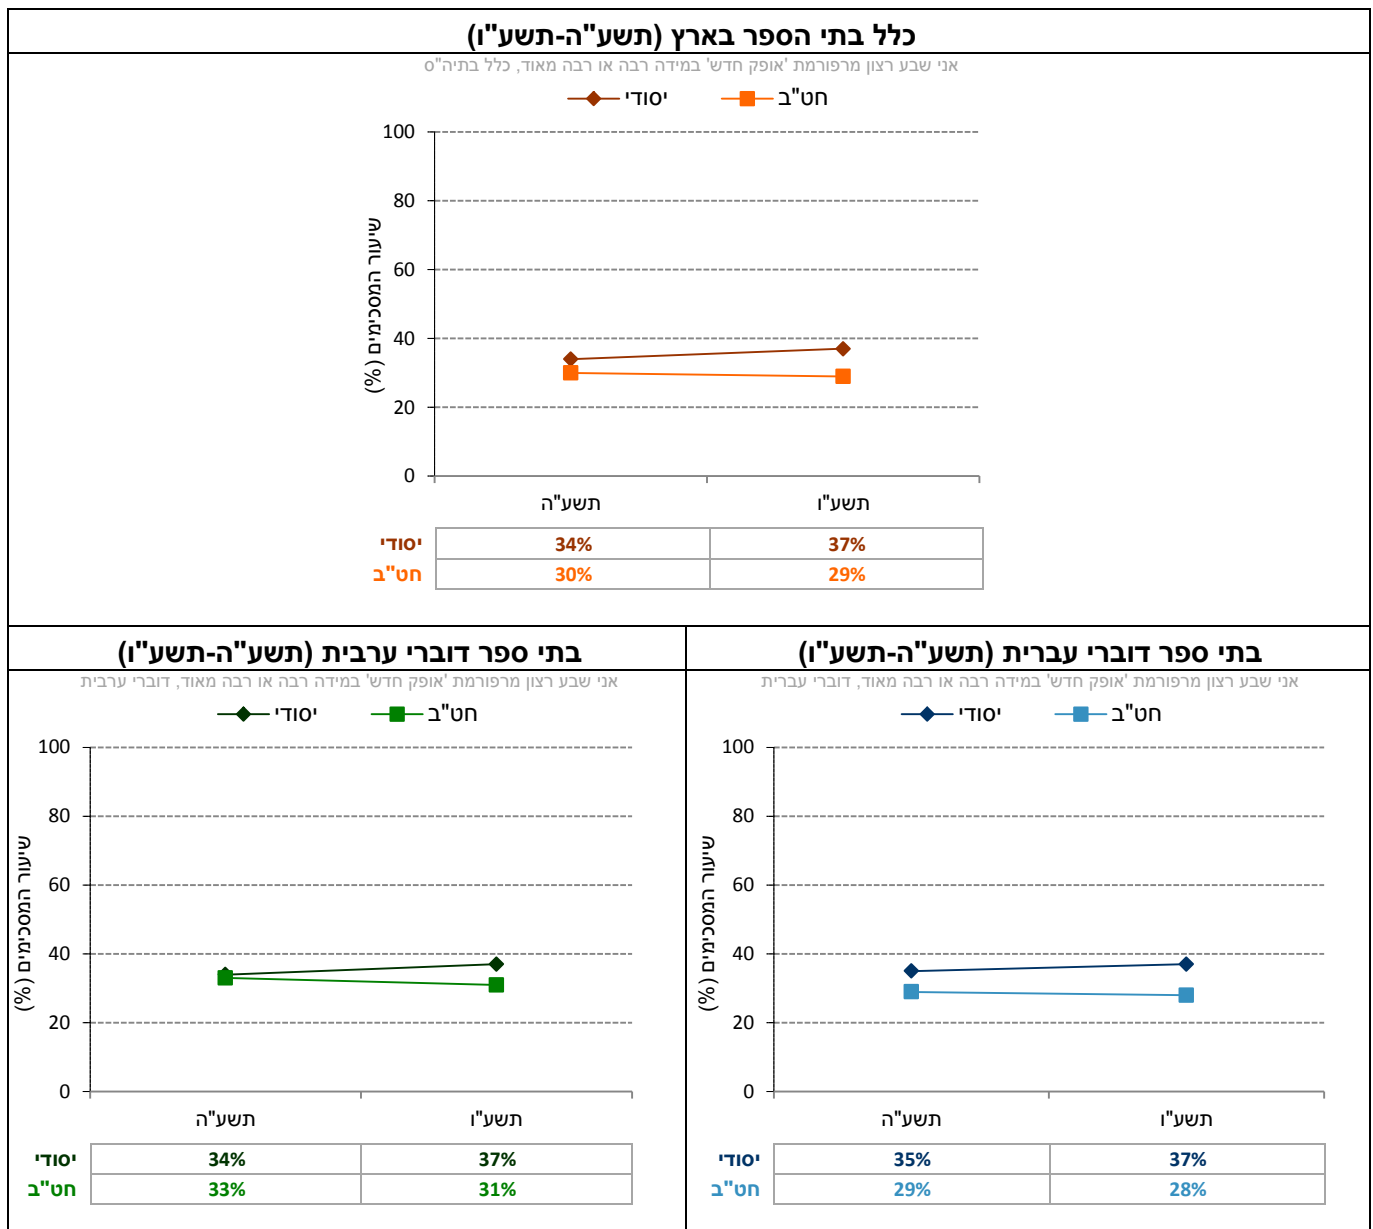 כלל בתי הספר בארץ (תשע"ה-תשע"ו)
אני שבע רצון מרפורמת 'אופק חדש' במידה רבה או רבה מאוד, כלל בתיה"ס
יסודי חט"ב
שיעור המסכימים (%)
100
80
60
40
20
0
תשע"ה תשע"ו
יסודי 34% 37%
חט"ב 30% 29%
בתי ספר דוברי עברית (תשע"ה-תשע"ו)
אני שבע רצון מרפורמת 'אופק חדש' במידה רבה או רבה מאוד, דוברי עברית
יסודי חט"ב
שיעור המסכימים (%)
100
80
60
40
20
0
תשע"ה תשע"ו
יסודי 35% 37%
חט"ב 29% 28%
בתי ספר דוברי ערבית (תשע"ה-תשע"ו)
אני שבע רצון מרפורמת 'אופק חדש' במידה רבה או רבה מאוד, דוברי ערבית
יסודי חט"ב
שיעור המסכימים (%)
100
80
60
40
20
0
תשע"ה תשע"ו
יסודי 34% 37%
חט"ב 33% 31%